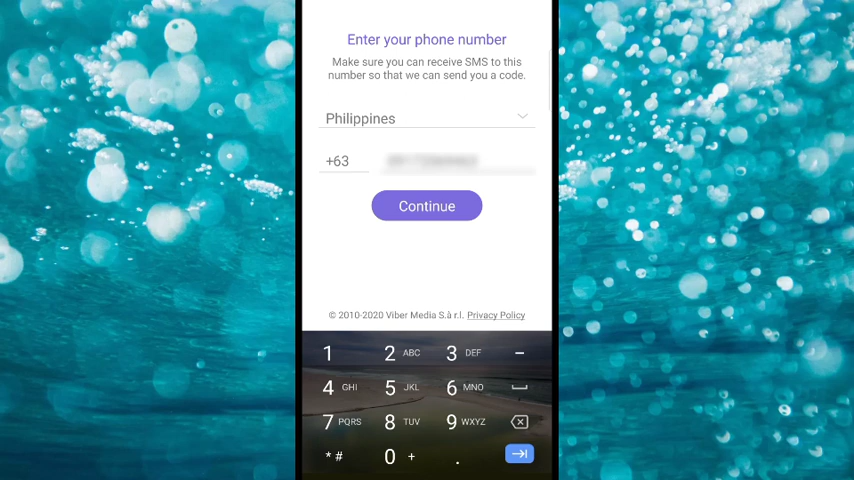 Enter your phone number
Make sure you can receive SMS to this
number so that we can send you a code.
Philippines
+63
Continue
© 2010-2020 Viber Media S.à r.l. Privacy Policy
1 2 ABC 3 DEF –
4 GHI 5 JKL 6 MNO
7 PQRS 8 TUV 9 WXYZ
* # 0 + .